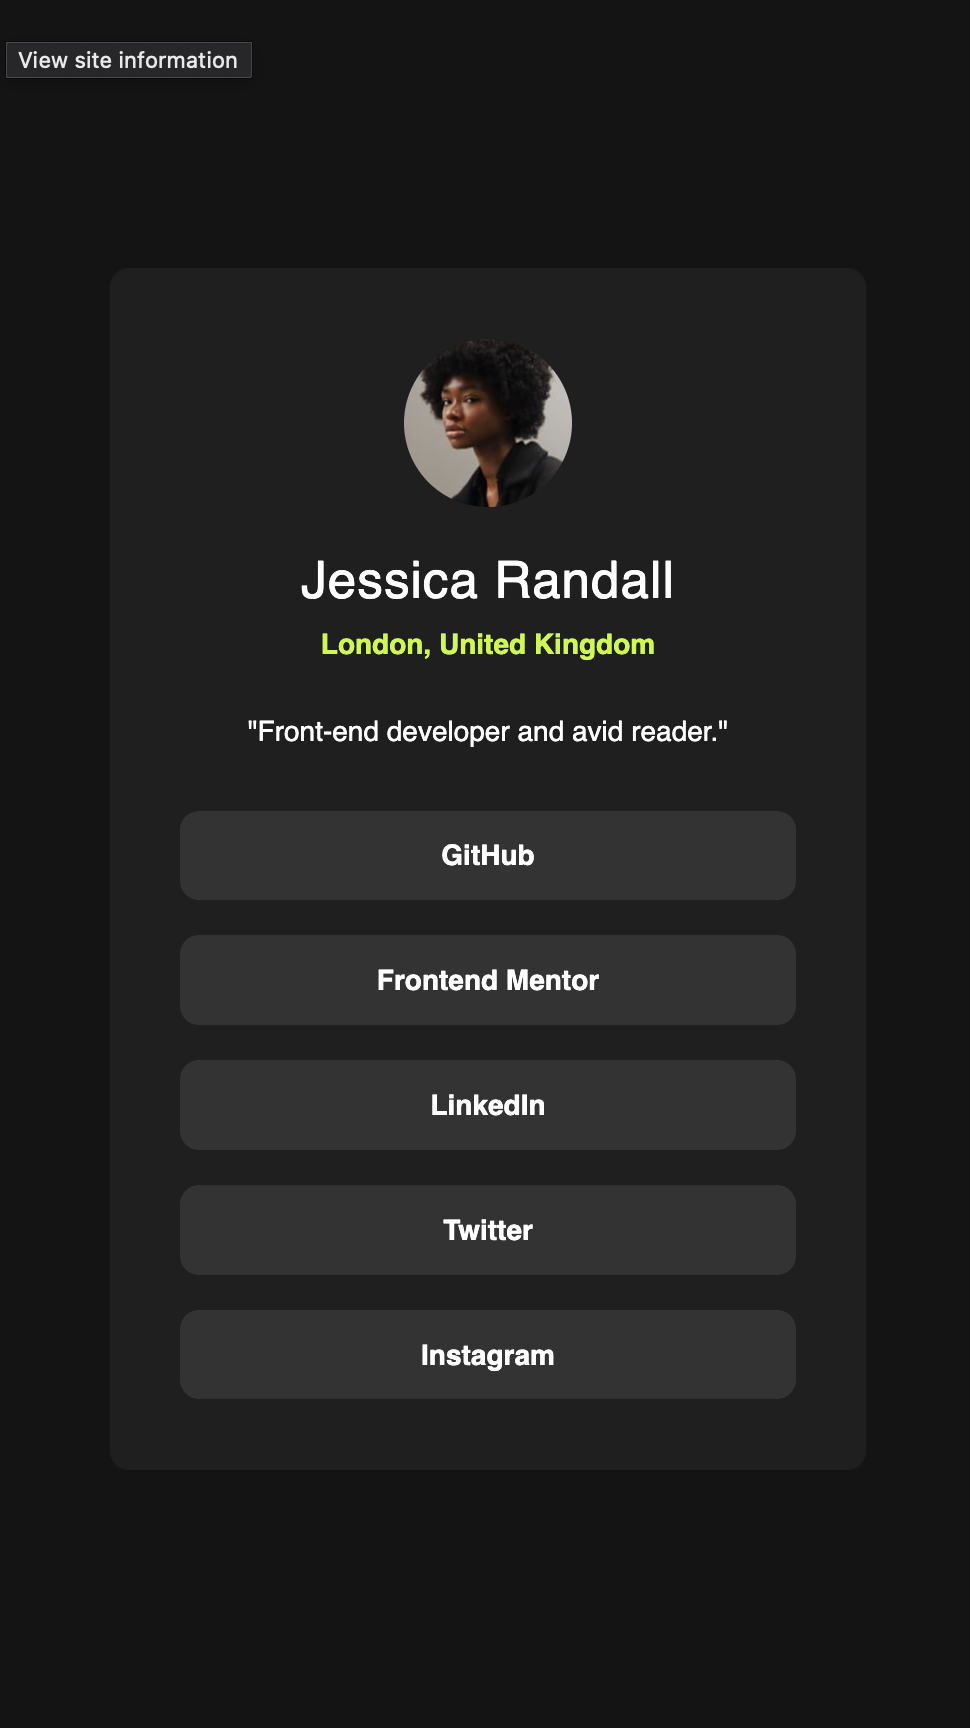 View site information
Jessica Randall
London, United Kingdom
"Front-end developer and avid reader."
GitHub
Frontend Mentor
LinkedIn
Twitter
Instagram